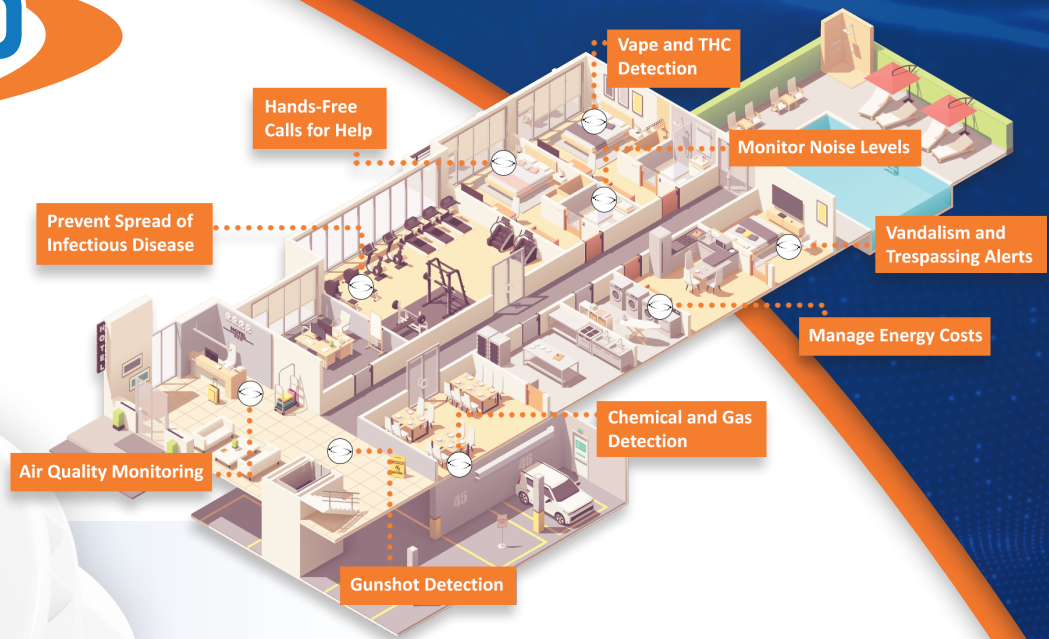 Vape and THC
Detection
Hands-Free
Calls for Help
Monitor Noise Levels
Prevent Spread of
Infectious Disease
Vandalism and
Trespassing Alerts
HOTEL
Manage Energy Costs
Chemical and Gas
Detection
45
Air Quality Monitoring
Gunshot Detection